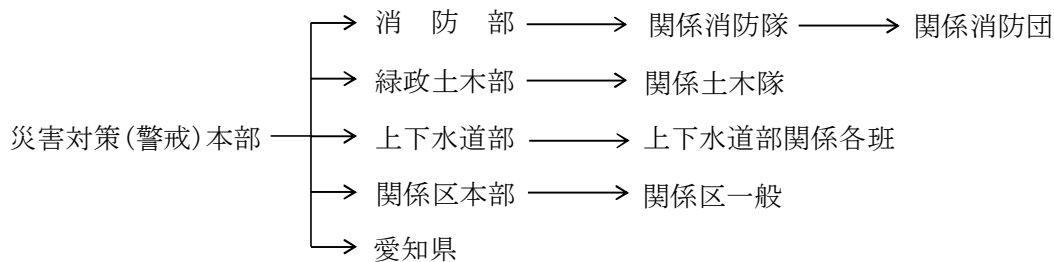 消　防　部 → 関係消防隊 → 関係消防団
緑政土木部 → 関係土木隊
災害対策(警戒)本部 → 上下水道部 → 上下水道部関係各班
関係区本部 → 関係区一般
愛知県